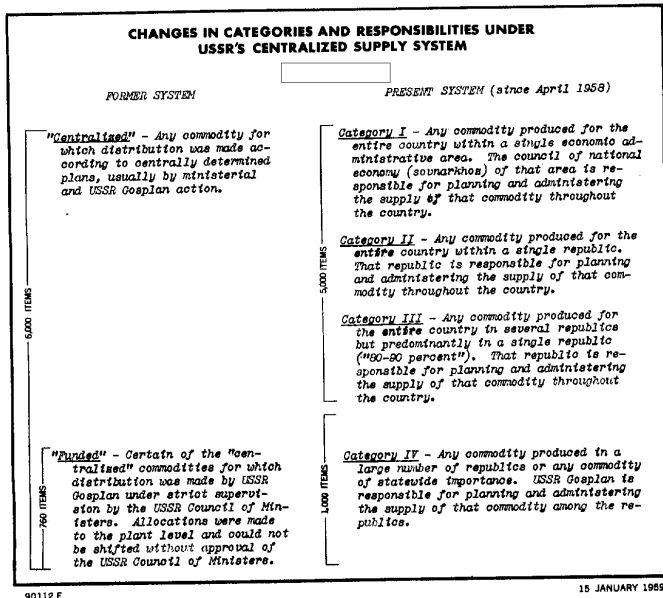 CHANGES IN CATEGORIES AND RESPONSIBILITIES UNDER
USSR'S CENTRALIZED SUPPLY SYSTEM
FORMER SYSTEM
"Centralized" - Any commodity for
which distribution was made ac-
cording to centrally determined
plans, usually by ministerial
and USSR Gosplan action.
6,000 ITEMS
"Funded" - Certain of the "cen-
tralized" commodities for which
distribution was made by USSR
Gosplan under strict supervi-
sion by the USSR Council of Min-
isters. Allocations were made
to the plant level and could not
be shifted without approval of
the USSR Council of Ministers.
760 ITEMS
PRESENT SYSTEM (since April 1958)
Category I - Any commodity produced for the
entire country within a single economic ad-
ministrative area. The council of national
economy (sovnarkhos) of that area is re-
sponsible for planning and administering
the supply of that commodity throughout
the country.
Category II - Any commodity produced for the
entire country within a single republic.
That republic is responsible for planning
and administering the supply of that com-
modity throughout the country.
Category III - Any commodity produced for
the entire country in several republics
but predominantly in a single republic
("80-90 percent"). That republic is re-
sponsible for planning and administering
the supply of that commodity throughout
the country.
5,000 ITEMS
Category IV - Any commodity produced in a
large number of republics or any commodity
of statewide importance. USSR Gosplan is
responsible for planning and administering
the supply of that commodity among the re-
publics.
1,000 ITEMS
90112 F
15 JANUARY 1959